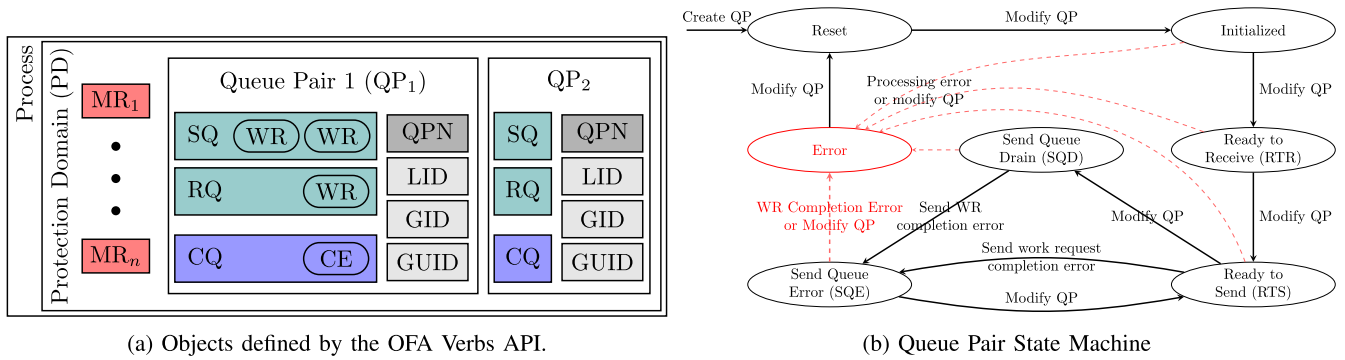 Process
Protection Domain (PD)
MR1
MRn
Queue Pair 1 (QP1)
SQ WR WR
RQ WR
CQ CE
QPN
LID
GID
GUID
QP2
SQ
RQ
CQ
QPN
LID
GID
GUID
(a) Objects defined by the OFA Verbs API.
Create QP
Reset
Modify QP
Initialized
Modify QP
Processing error
or modify QP
Modify QP
Error
Send Queue
Drain (SQD)
Ready to
Receive (RTR)
WR Completion Error
or Modify QP
Send WR
completion error
Modify QP
Modify QP
Send work request
completion error
Send Queue
Error (SQE)
Modify QP
Ready to
Send (RTS)
(b) Queue Pair State Machine